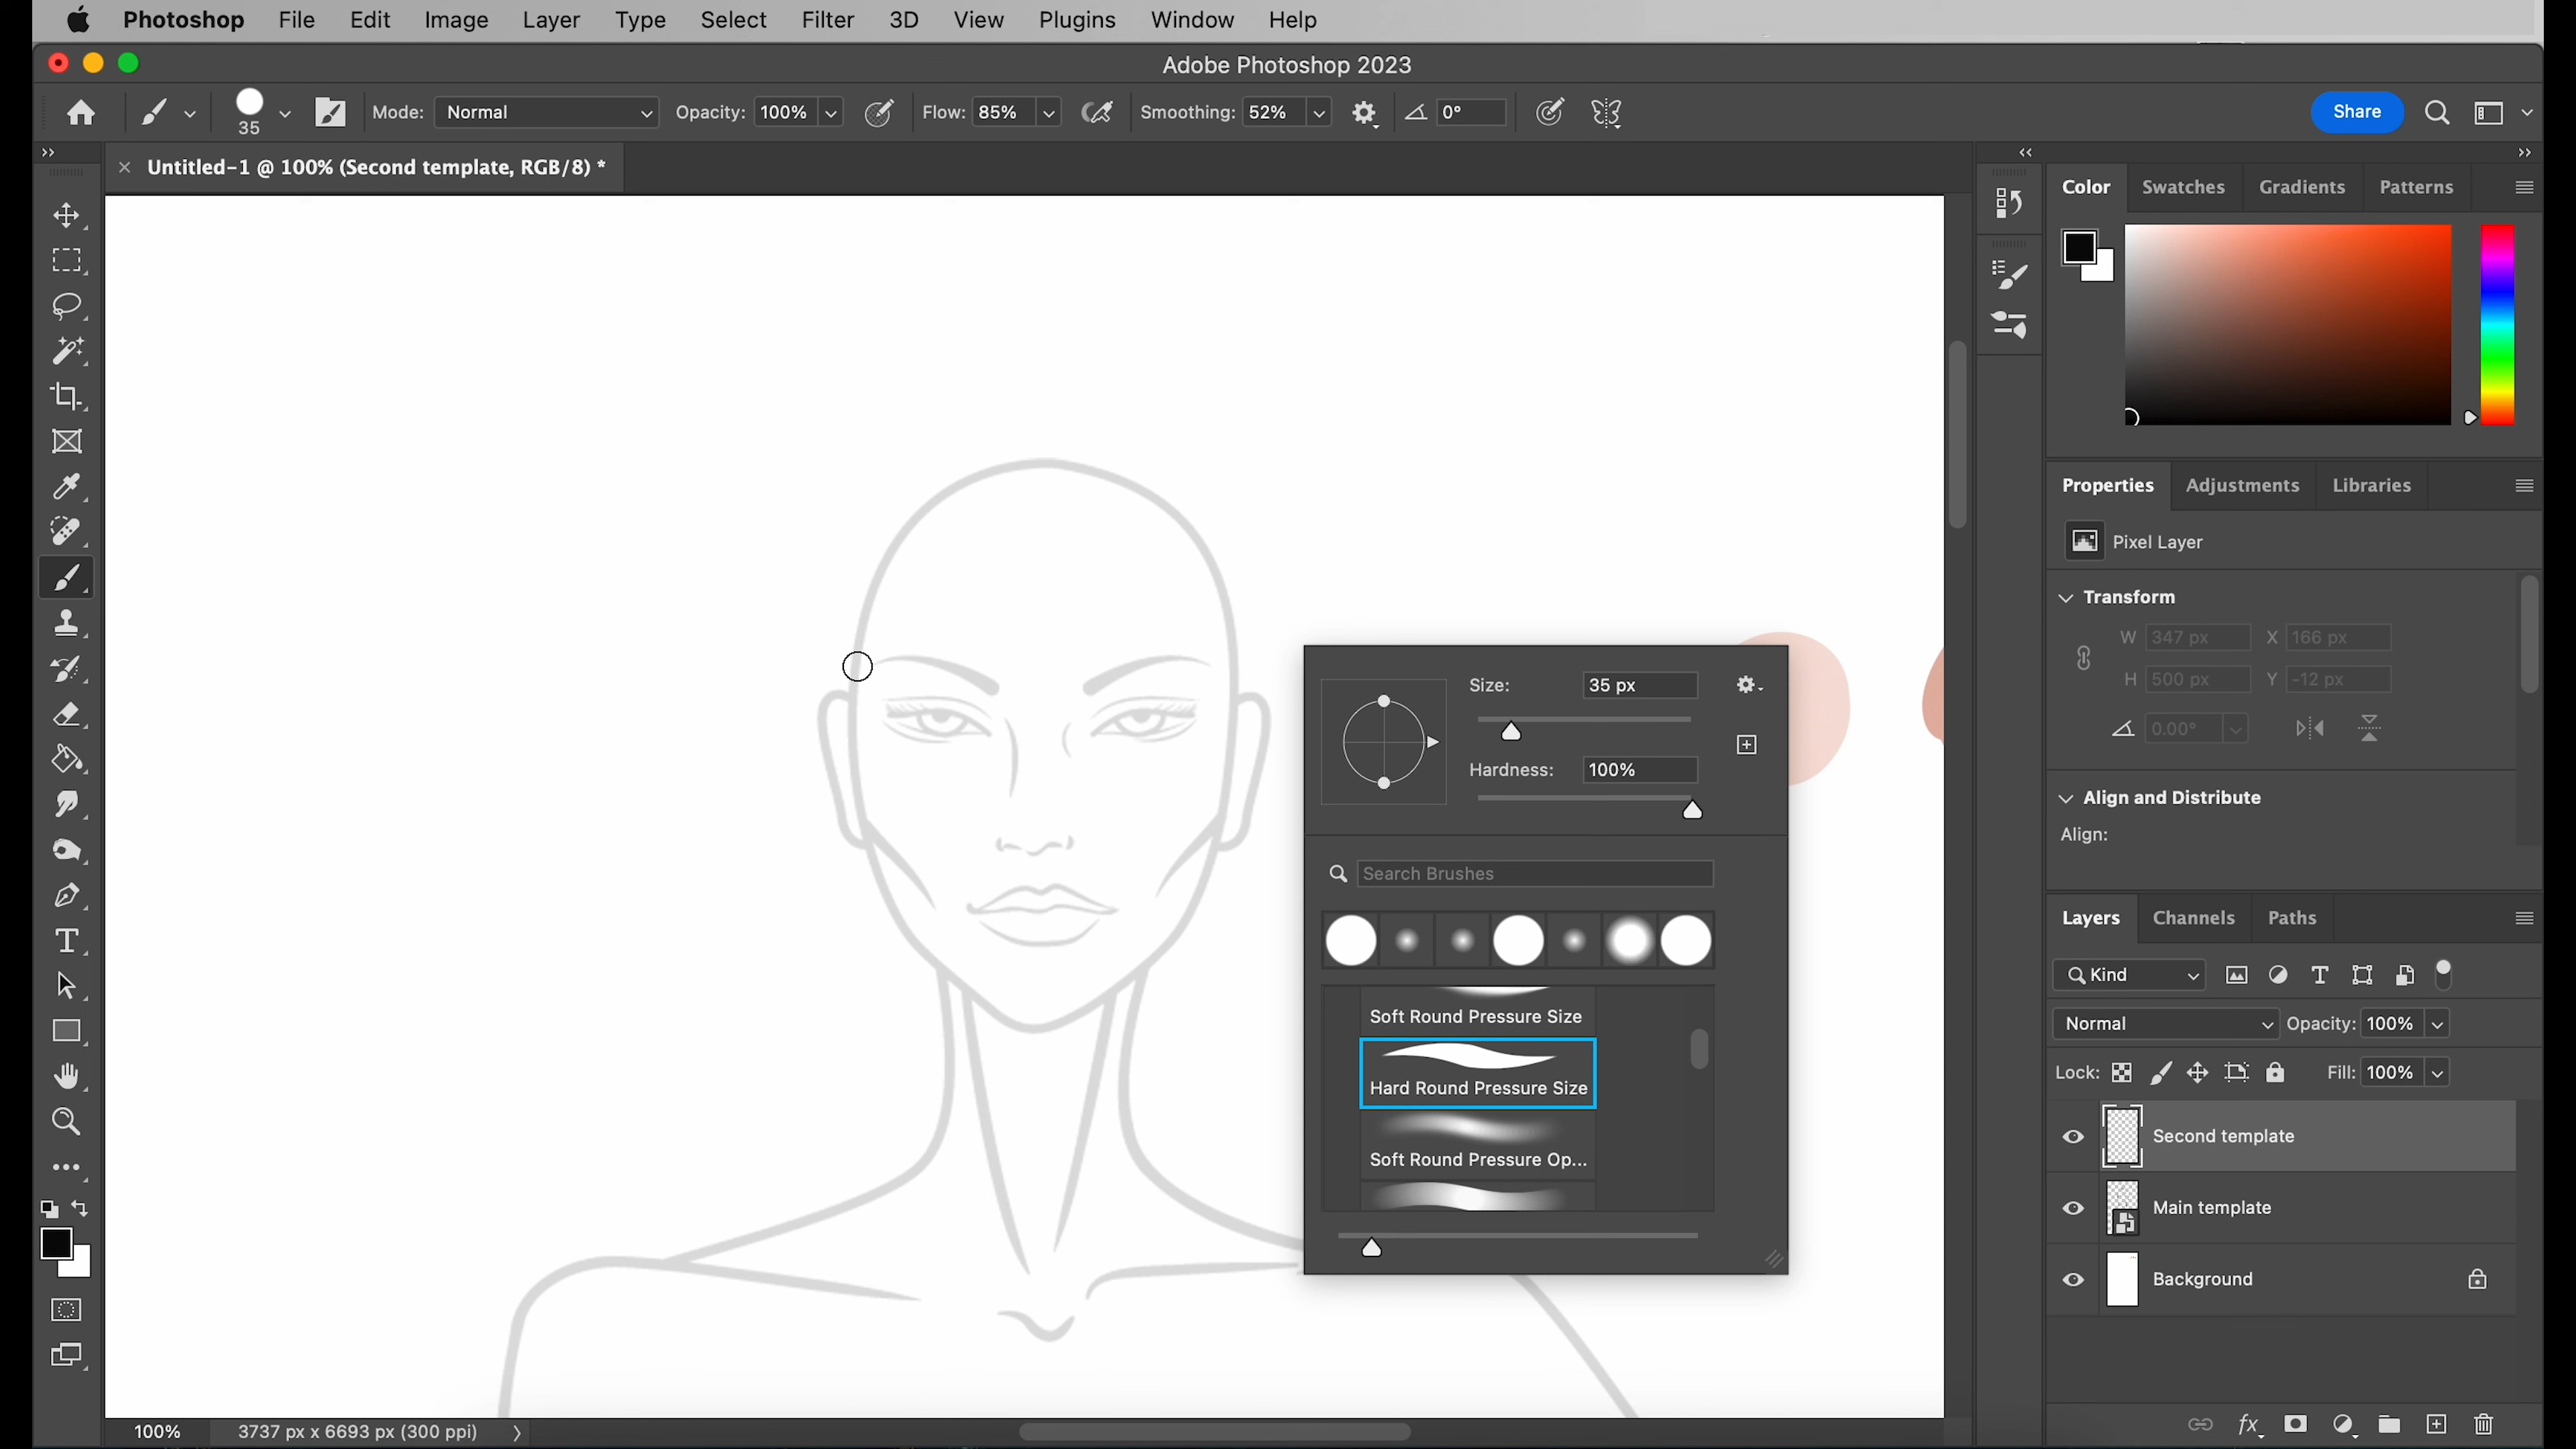 Photoshop File Edit Image Layer Type Select Filter 3D View Plugins Window Help
Adobe Photoshop 2023
35 Mode: Normal Opacity: 100% Flow: 85% Smoothing: 52% 0° Share
Untitled-1 @ 100% (Second template, RGB/8) *
Color Swatches Gradients Patterns
Properties Adjustments Libraries
Pixel Layer
Transform
W 347 px X 166 px
H 500 px Y -12 px
0.00°
Align and Distribute
Align:
Size: 35 px
Hardness: 100%
Search Brushes
Soft Round Pressure Size
Hard Round Pressure Size
Soft Round Pressure Op...
Layers Channels Paths
Kind
Normal Opacity: 100%
Lock: Fill: 100%
Second template
Main template
Background
100% 3737 px x 6693 px (300 ppi)